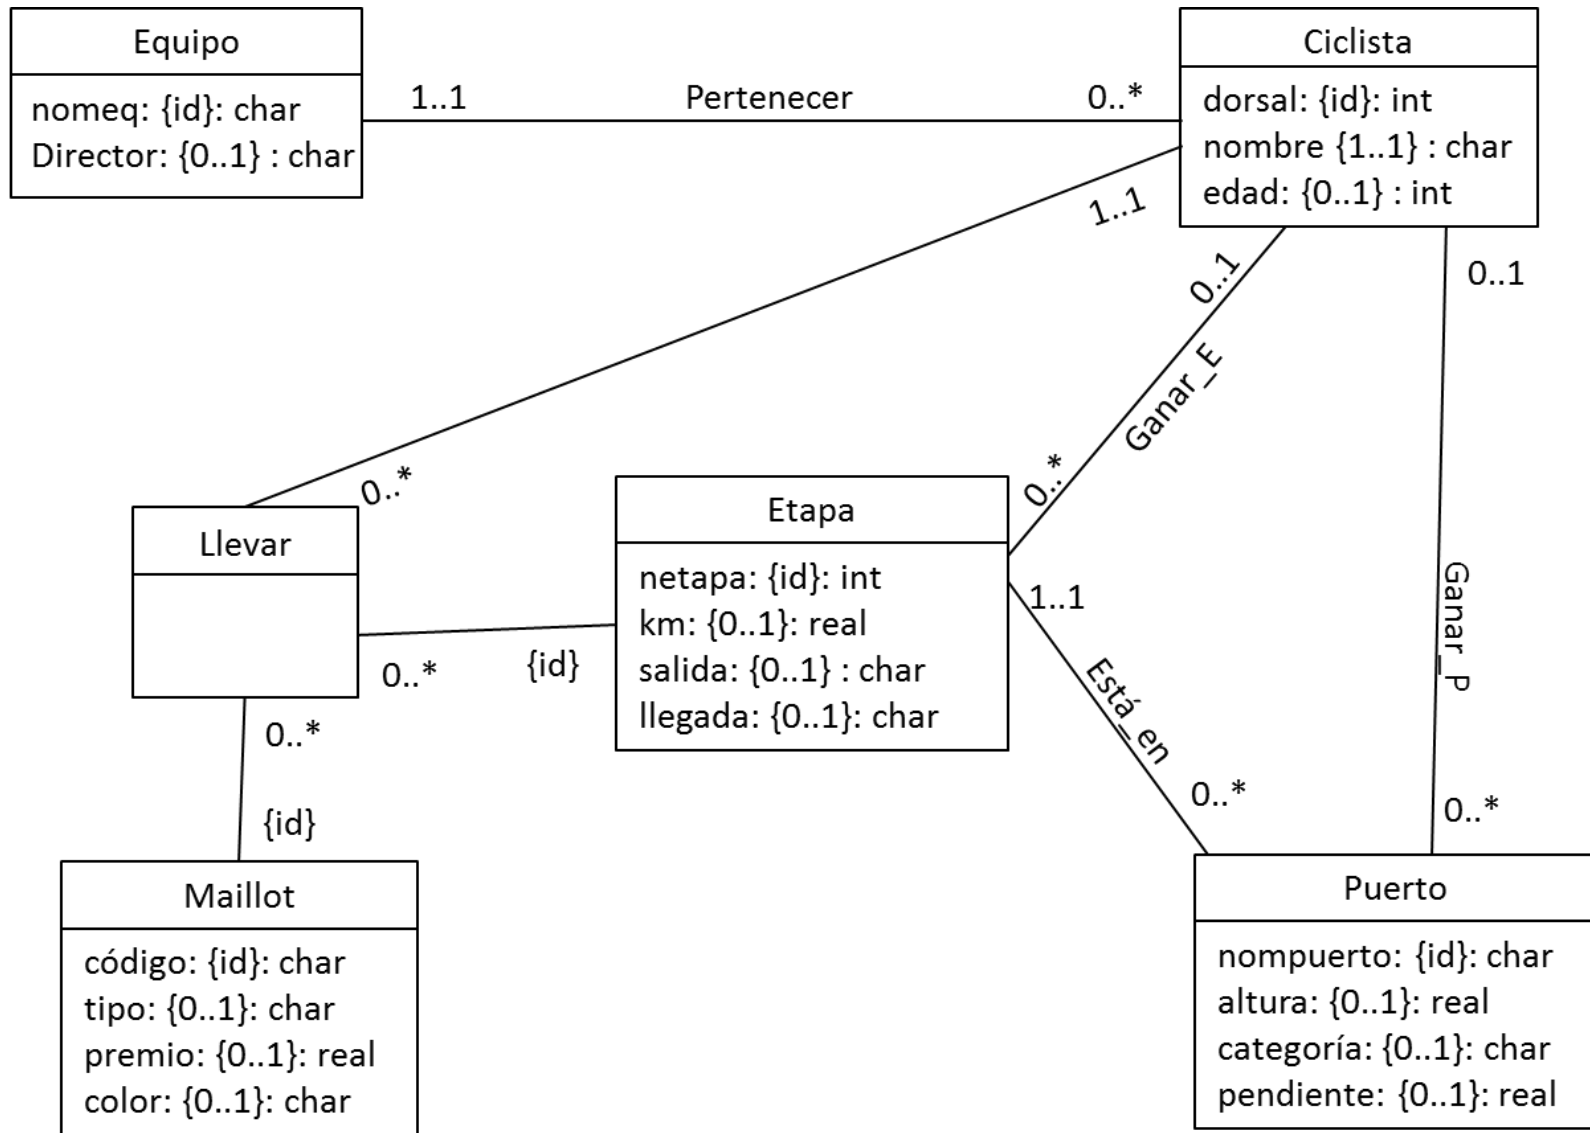 Equipo
nomeq: {id}: char
Director: {0..1} : char
1..1
Pertenecer
0..*
Ciclista
dorsal: {id}: int
nombre {1..1} : char
edad: {0..1} : int
1..1
0..*
0..1
Ganar_E
0..*
0..1
Ganar_P
0..*
Llevar
0..*
{id}
Etapa
netapa: {id}: int
km: {0..1}: real
salida: {0..1} : char
llegada: {0..1}: char
1..1
Está_en
0..*
0..*
{id}
Maillot
código: {id}: char
tipo: {0..1}: char
premio: {0..1}: real
color: {0..1}: char
Puerto
nompuerto: {id}: char
altura: {0..1}: real
categoría: {0..1}: char
pendiente: {0..1}: real